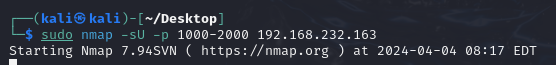 ┌──(kali㉿kali)-[~/Desktop]
└─$ sudo nmap -sU -p 1000-2000 192.168.232.163
Starting Nmap 7.94SVN ( https://nmap.org ) at 2024-04-04 08:17 EDT